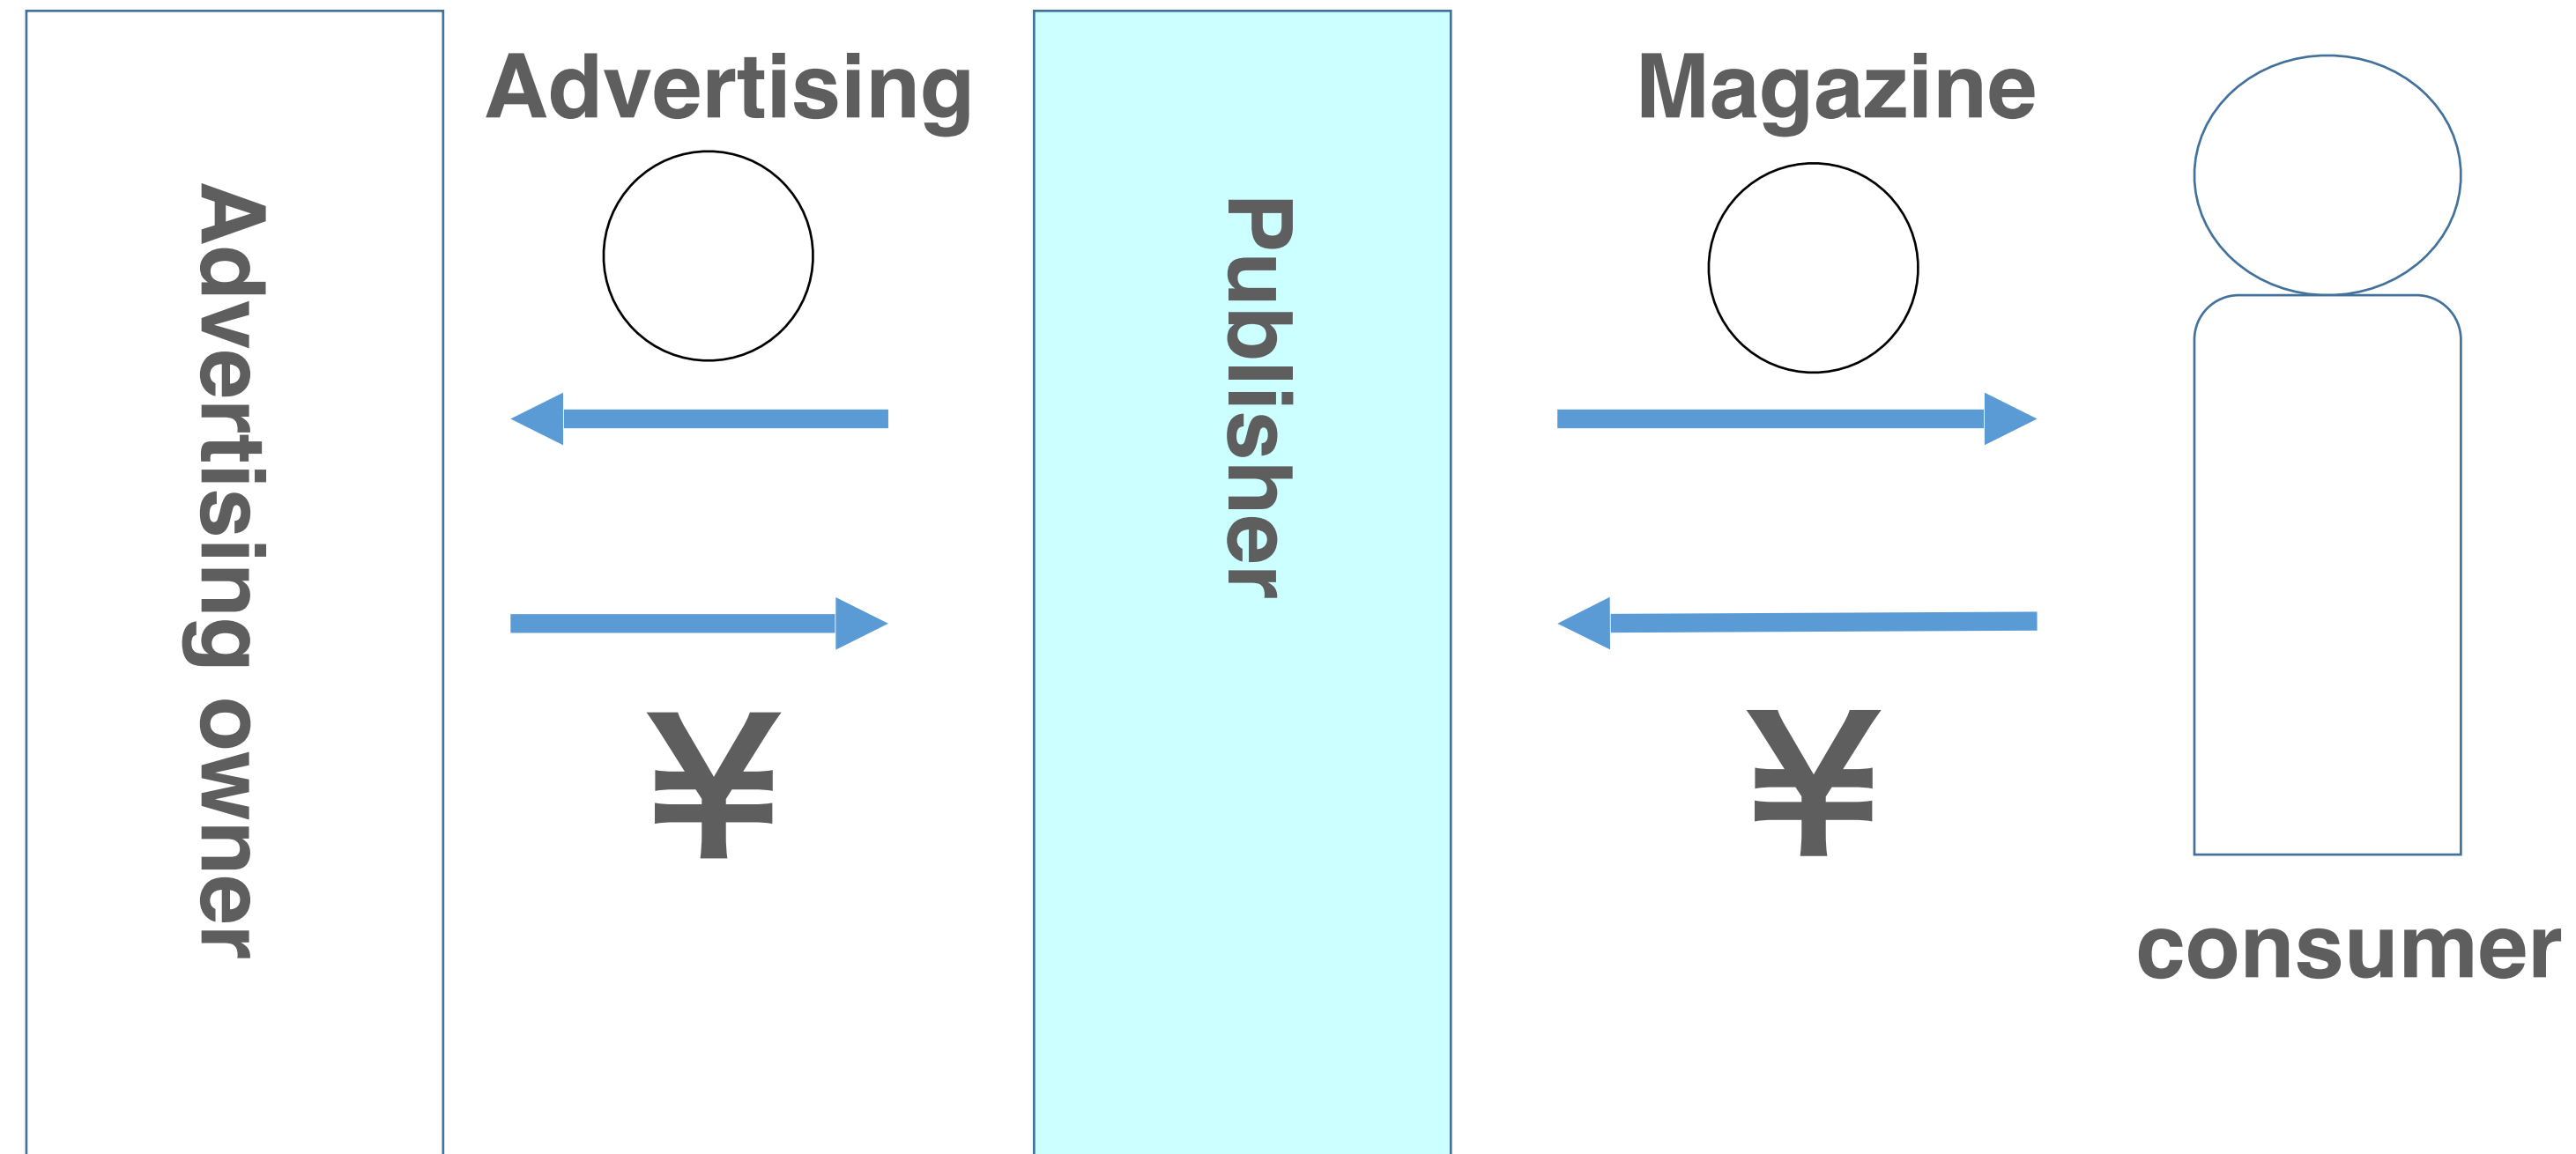 Advertising owner
Advertising
¥
Publisher
Magazine
¥
consumer